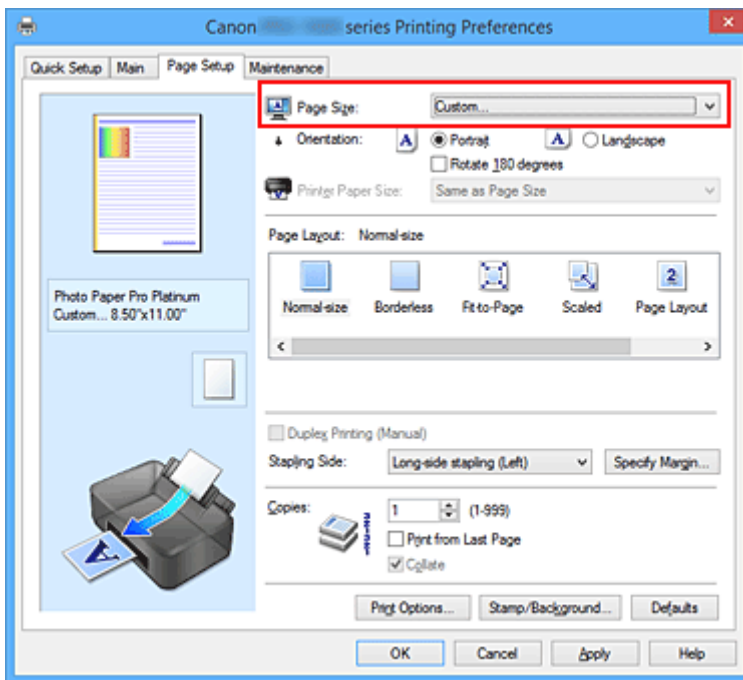 Canon series Printing Preferences
Quick Setup Main Page Setup Maintenance
Page Size: Custom...
Orientation: A Portrait A Landscape
Rotate 180 degrees
Printer Paper Size: Same as Page Size
Page Layout: Normal-size
Normal-size Borderless Fit-to-Page Scaled Page Layout
Photo Paper Pro Platinum
Custom... 8.50"x11.00"
Duplex Printing (Manual)
Stapling Side: Long-side stapling (Left) Specify Margin...
Copies: 1 (1-999)
Print from Last Page
Collate
Print Options... Stamp/Background... Defaults
OK Cancel Apply Help